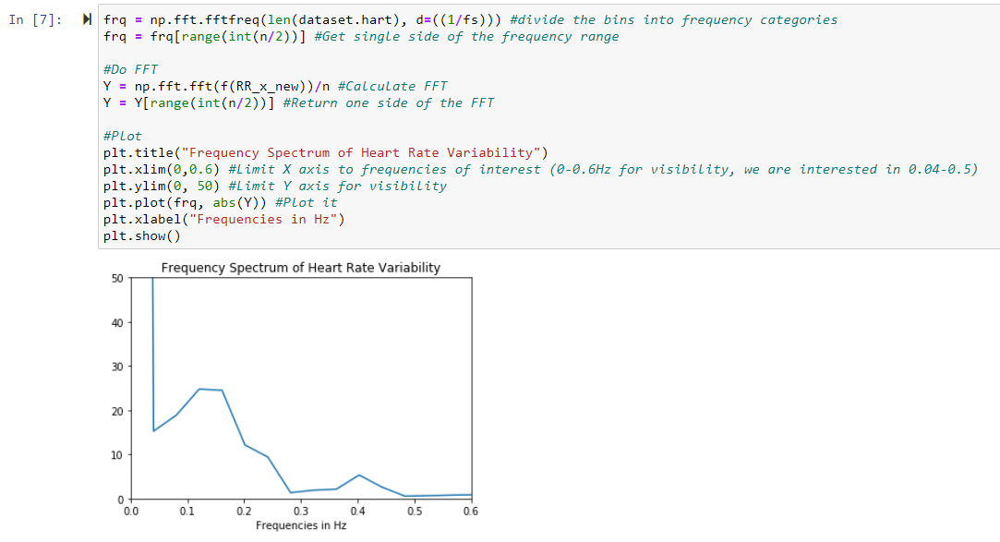 In [7]:
frq = np.fft.fftfreq(len(dataset.hart), d=((1/fs))) #divide the bins into frequency categories
frq = frq[range(int(n/2))] #Get single side of the frequency range
#Do FFT
Y = np.fft.fft(f(RR_x_new))/n #Calculate FFT
Y = Y[range(int(n/2))] #Return one side of the FFT
#Plot
plt.title("Frequency Spectrum of Heart Rate Variability")
plt.xlim(0,0.6) #Limit X axis to frequencies of interest (0-0.6Hz for visibility, we are interested in 0.04-0.5)
plt.ylim(0, 50) #Limit Y axis for visibility
plt.plot(frq, abs(Y)) #Plot it
plt.xlabel("Frequencies in Hz")
plt.show()
Frequency Spectrum of Heart Rate Variability
50
40
30
20
10
0
0.0 0.1 0.2 0.3 0.4 0.5 0.6
Frequencies in Hz